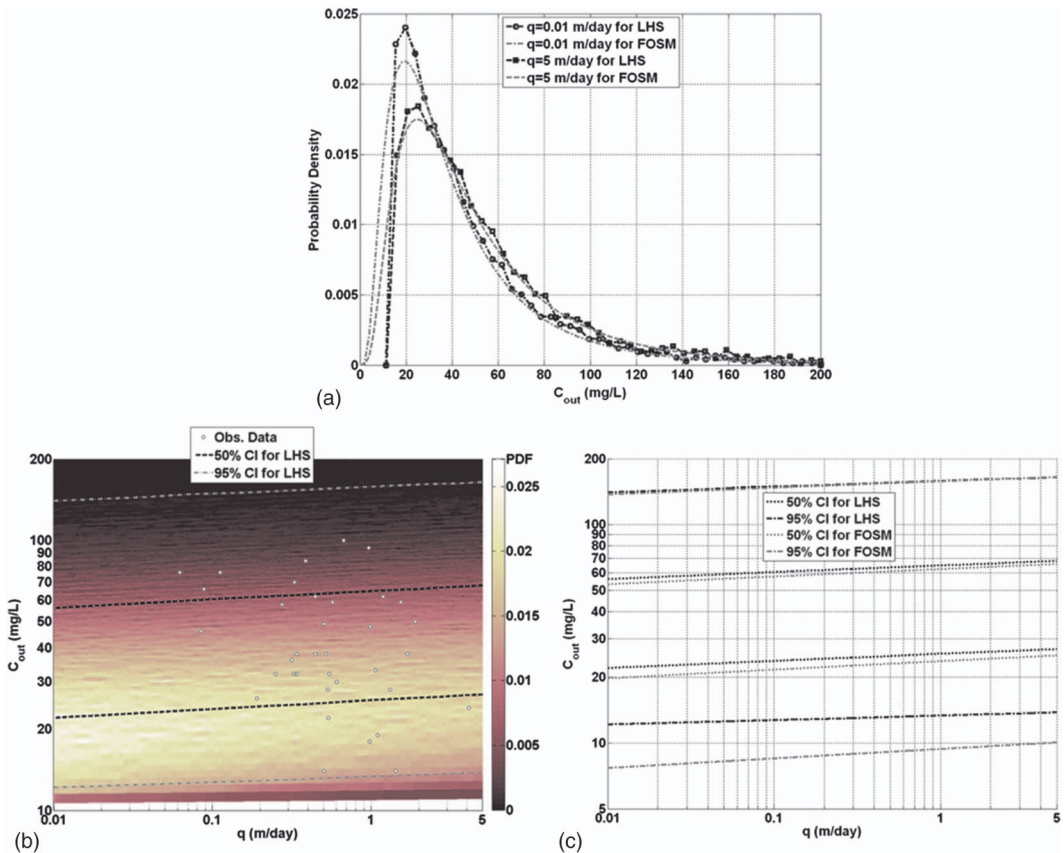 0.025
0.02
0.015
0.01
0.005
0
Probability Density
q=0.01 m/day for LHS
q=0.01 m/day for FOSM
q=5 m/day for LHS
q=5 m/day for FOSM
0 20 40 60 80 100 120 140 160 180 200
C_out (mg/L)
(a)
Obs. Data
50% CI for LHS
95% CI for LHS
200
100
90
80
70
60
50
40
30
20
10
C_out (mg/L)
0.01 0.1 1 5
q (m/day)
(b)
PDF
0.025
0.02
0.015
0.01
0.005
0
200
100
90
80
70
60
50
40
30
20
10
5
C_out (mg/L)
50% CI for LHS
95% CI for LHS
50% CI for FOSM
95% CI for FOSM
0.01 0.1 1 5
q (m/day)
(c)